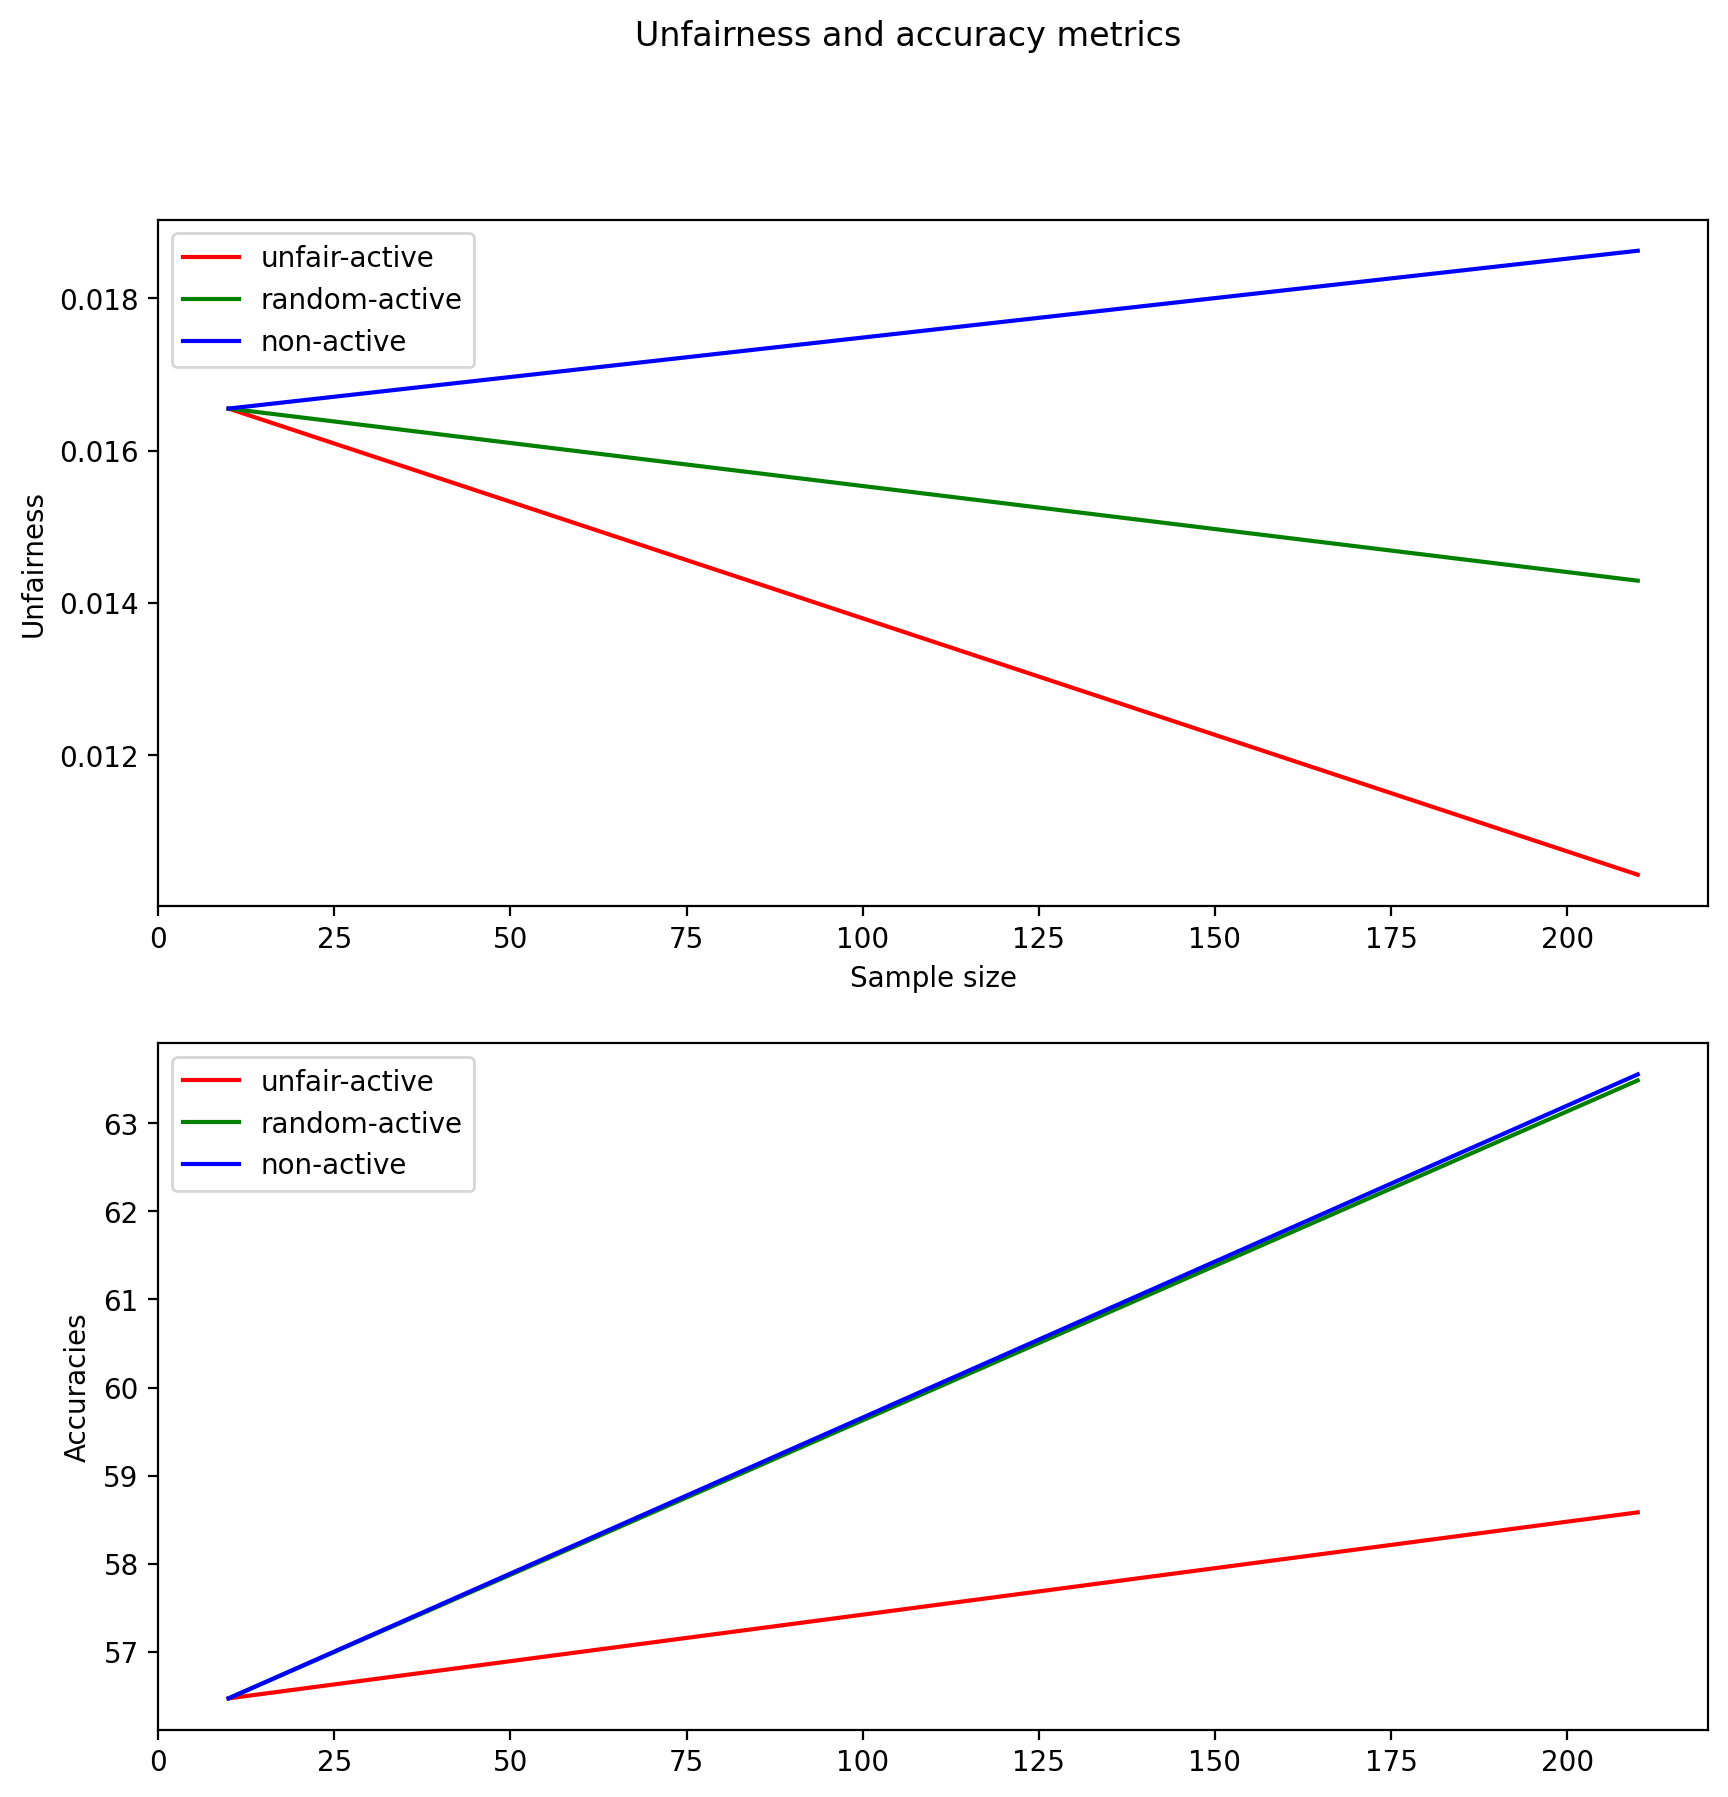 Unfairness and accuracy metrics
unfair-active
random-active
non-active
0.018
0.016
0.014
0.012
Unfairness
0 25 50 75 100 125 150 175 200
Sample size
unfair-active
random-active
non-active
63
62
61
60
59
58
57
Accuracies
0 25 50 75 100 125 150 175 200